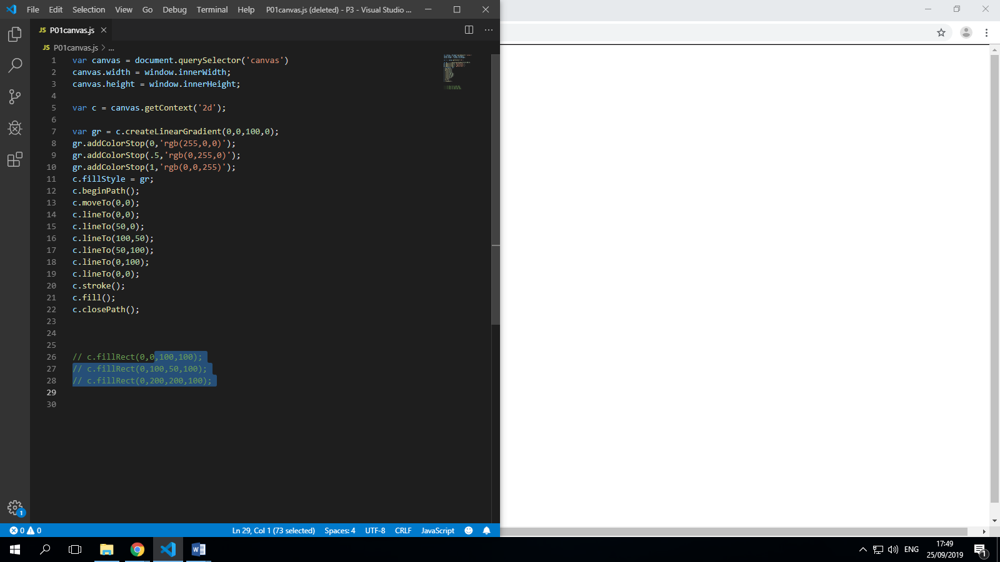 File Edit Selection View Go Debug Terminal Help P01canvas.js (deleted) - P3 - Visual Studio ...
JS P01canvas.js
JS P01canvas.js > ...
1 var canvas = document.querySelector('canvas')
2 canvas.width = window.innerWidth;
3 canvas.height = window.innerHeight;
4
5 var c = canvas.getContext('2d');
6
7 var gr = c.createLinearGradient(0,0,100,0);
8 gr.addColorStop(0,'rgb(255,0,0)');
9 gr.addColorStop(.5,'rgb(0,255,0)');
10 gr.addColorStop(1,'rgb(0,0,255)');
11 c.fillStyle = gr;
12 c.beginPath();
13 c.moveTo(0,0);
14 c.lineTo(0,0);
15 c.lineTo(50,0);
16 c.lineTo(100,50);
17 c.lineTo(50,100);
18 c.lineTo(0,100);
19 c.lineTo(0,0);
20 c.stroke();
21 c.fill();
22 c.closePath();
23
24
25
26 // c.fillRect(0,0,100,100);
27 // c.fillRect(0,100,50,100);
28 // c.fillRect(0,200,200,100);
29
30
1
0 0 Ln 29, Col 1 (73 selected) Spaces: 4 UTF-8 CRLF JavaScript
ENG 17:49
25/09/2019
1